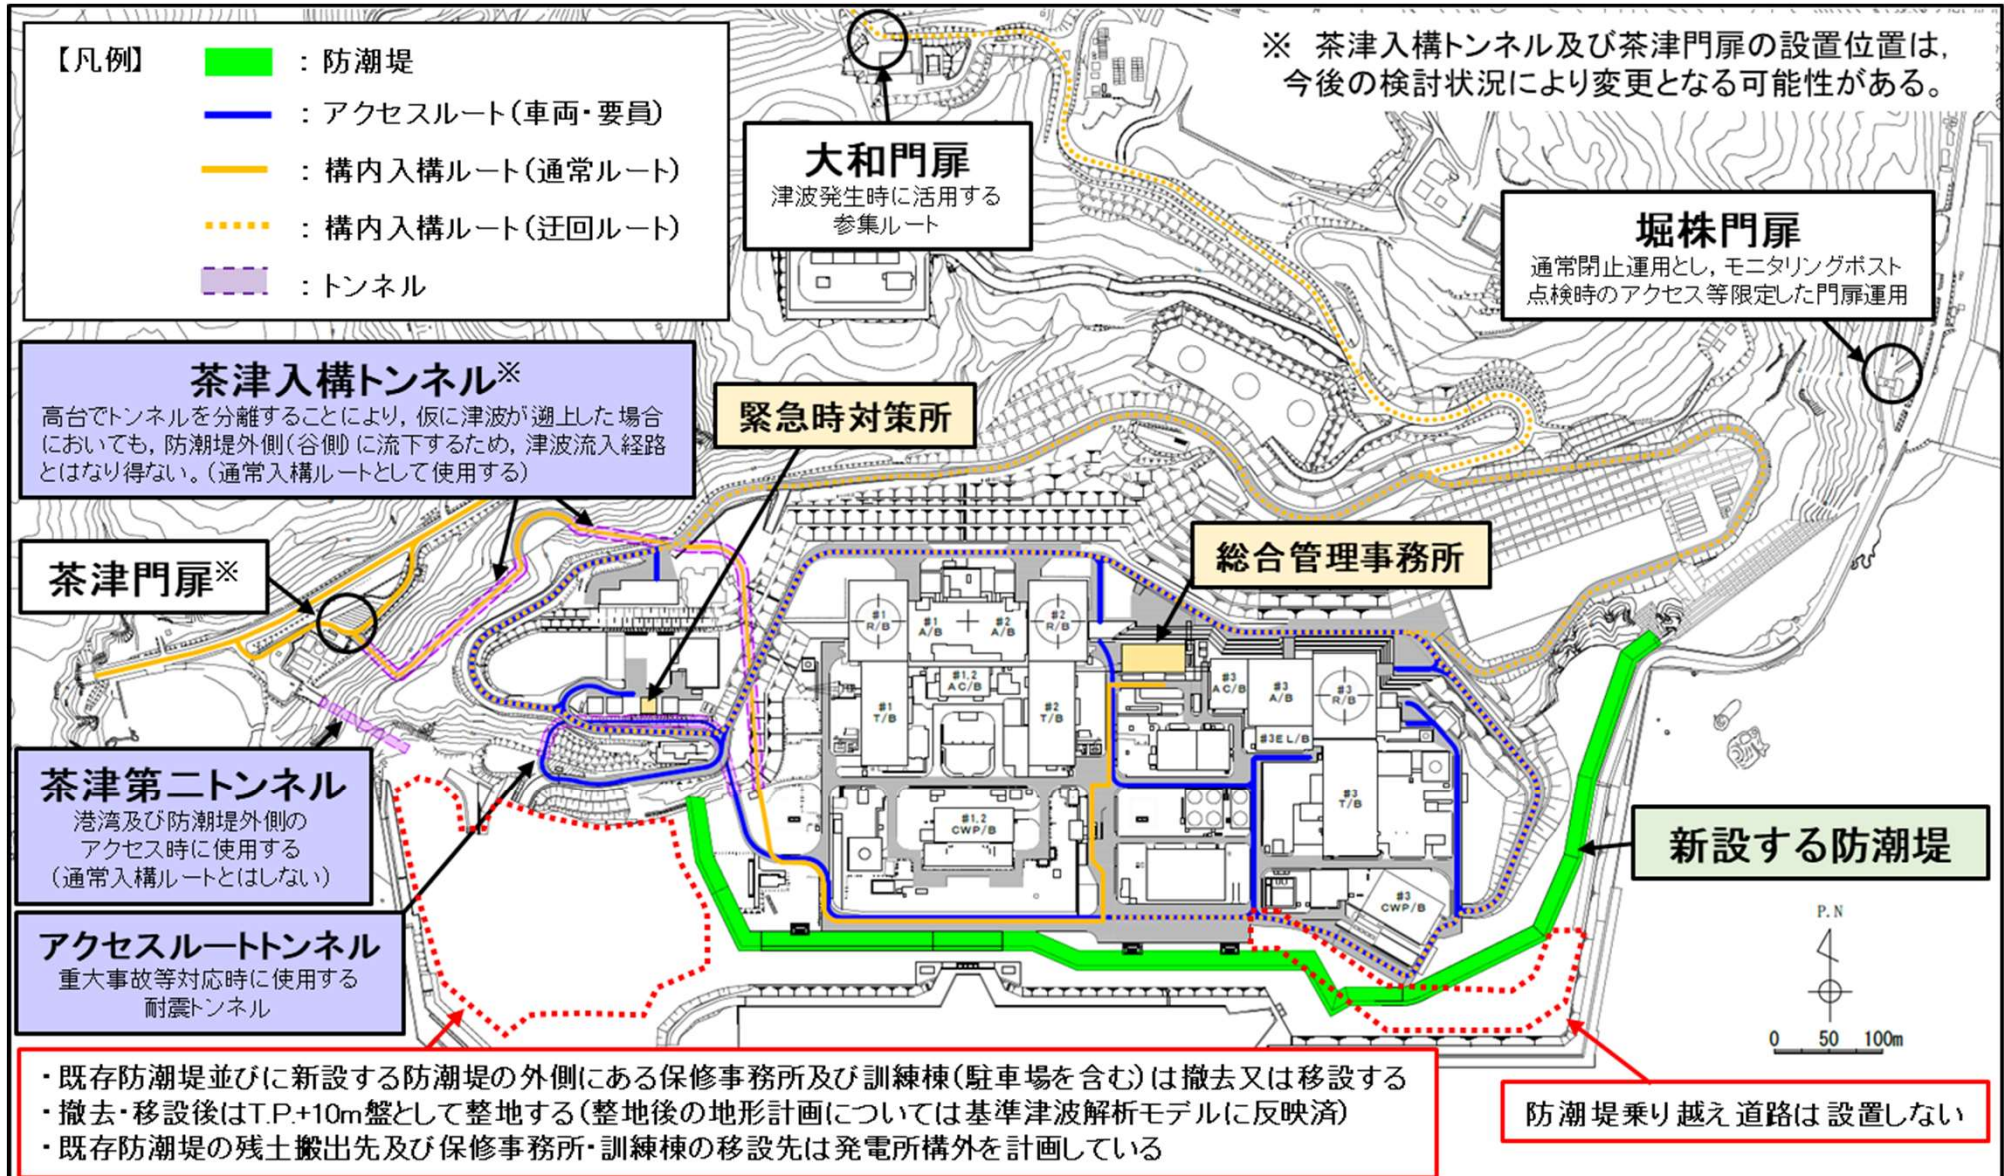 【凡例】
：防潮堤
：アクセスルート(車両・要員)
：構内入構ルート(通常ルート)
：構内入構ルート(迂回ルート)
：トンネル
※ 茶津入構トンネル及び茶津門扉の設置位置は,
今後の検討状況により変更となる可能性がある。
大和門扉
津波発生時に活用する
参集ルート
堀株門扉
通常閉止運用とし, モニタリングポスト
点検時のアクセス等限定した門扉運用
茶津入構トンネル※
高台でトンネルを分離することにより, 仮に津波が遡上した場合
においても, 防潮堤外側(谷側)に流下するため, 津波流入経路
とはなり得ない。(通常入構ルートとして使用する)
緊急時対策所
総合管理事務所
茶津門扉※
#1
R/B
#1
A/B
#2
A/B
#2
R/B
#1,2
AC/B
#1
T/B
#2
T/B
#3
AC/B
#3
A/B
#3
R/B
#3EL/B
#3
T/B
#1,2
CWP/B
#3
CWP/B
茶津第二トンネル
港湾及び防潮堤外側の
アクセス時に使用する
(通常入構ルートとはしない)
新設する防潮堤
アクセスルートトンネル
重大事故等対応時に使用する
耐震トンネル
P.N
0 50 100m
・既存防潮堤並びに新設する防潮堤の外側にある保修事務所及び訓練棟(駐車場を含む)は撤去又は移設する
・撤去・移設後はT.P.+10m盤として整地する(整地後の地形計画については基準津波解析モデルに反映済)
・既存防潮堤の残土搬出先及び保修事務所・訓練棟の移設先は発電所構外を計画している
防潮堤乗り越え道路は設置しない